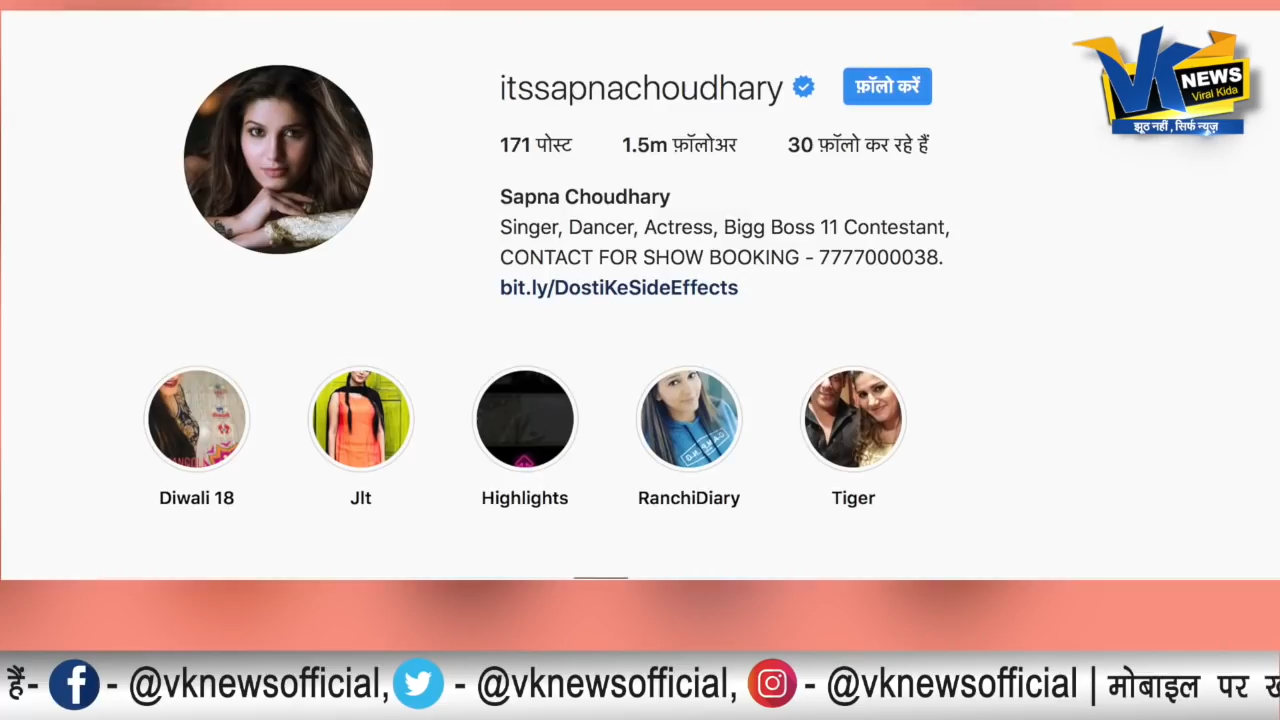 itssapnachoudhary फ़ॉलो करें
171 पोस्ट 1.5m फ़ॉलोअर 30 फ़ॉलो कर रहे हैं
Sapna Choudhary
Singer, Dancer, Actress, Bigg Boss 11 Contestant,
CONTACT FOR SHOW BOOKING - 7777000038.
bit.ly/DostiKeSideEffects
VK NEWS
Viral Kida
झूठ नहीं, सिर्फ न्यूज़
Diwali 18 Jlt Highlights RanchiDiary Tiger
हैं- f - @vknewsofficial, - @vknewsofficial, - @vknewsofficial | मोबाइल पर